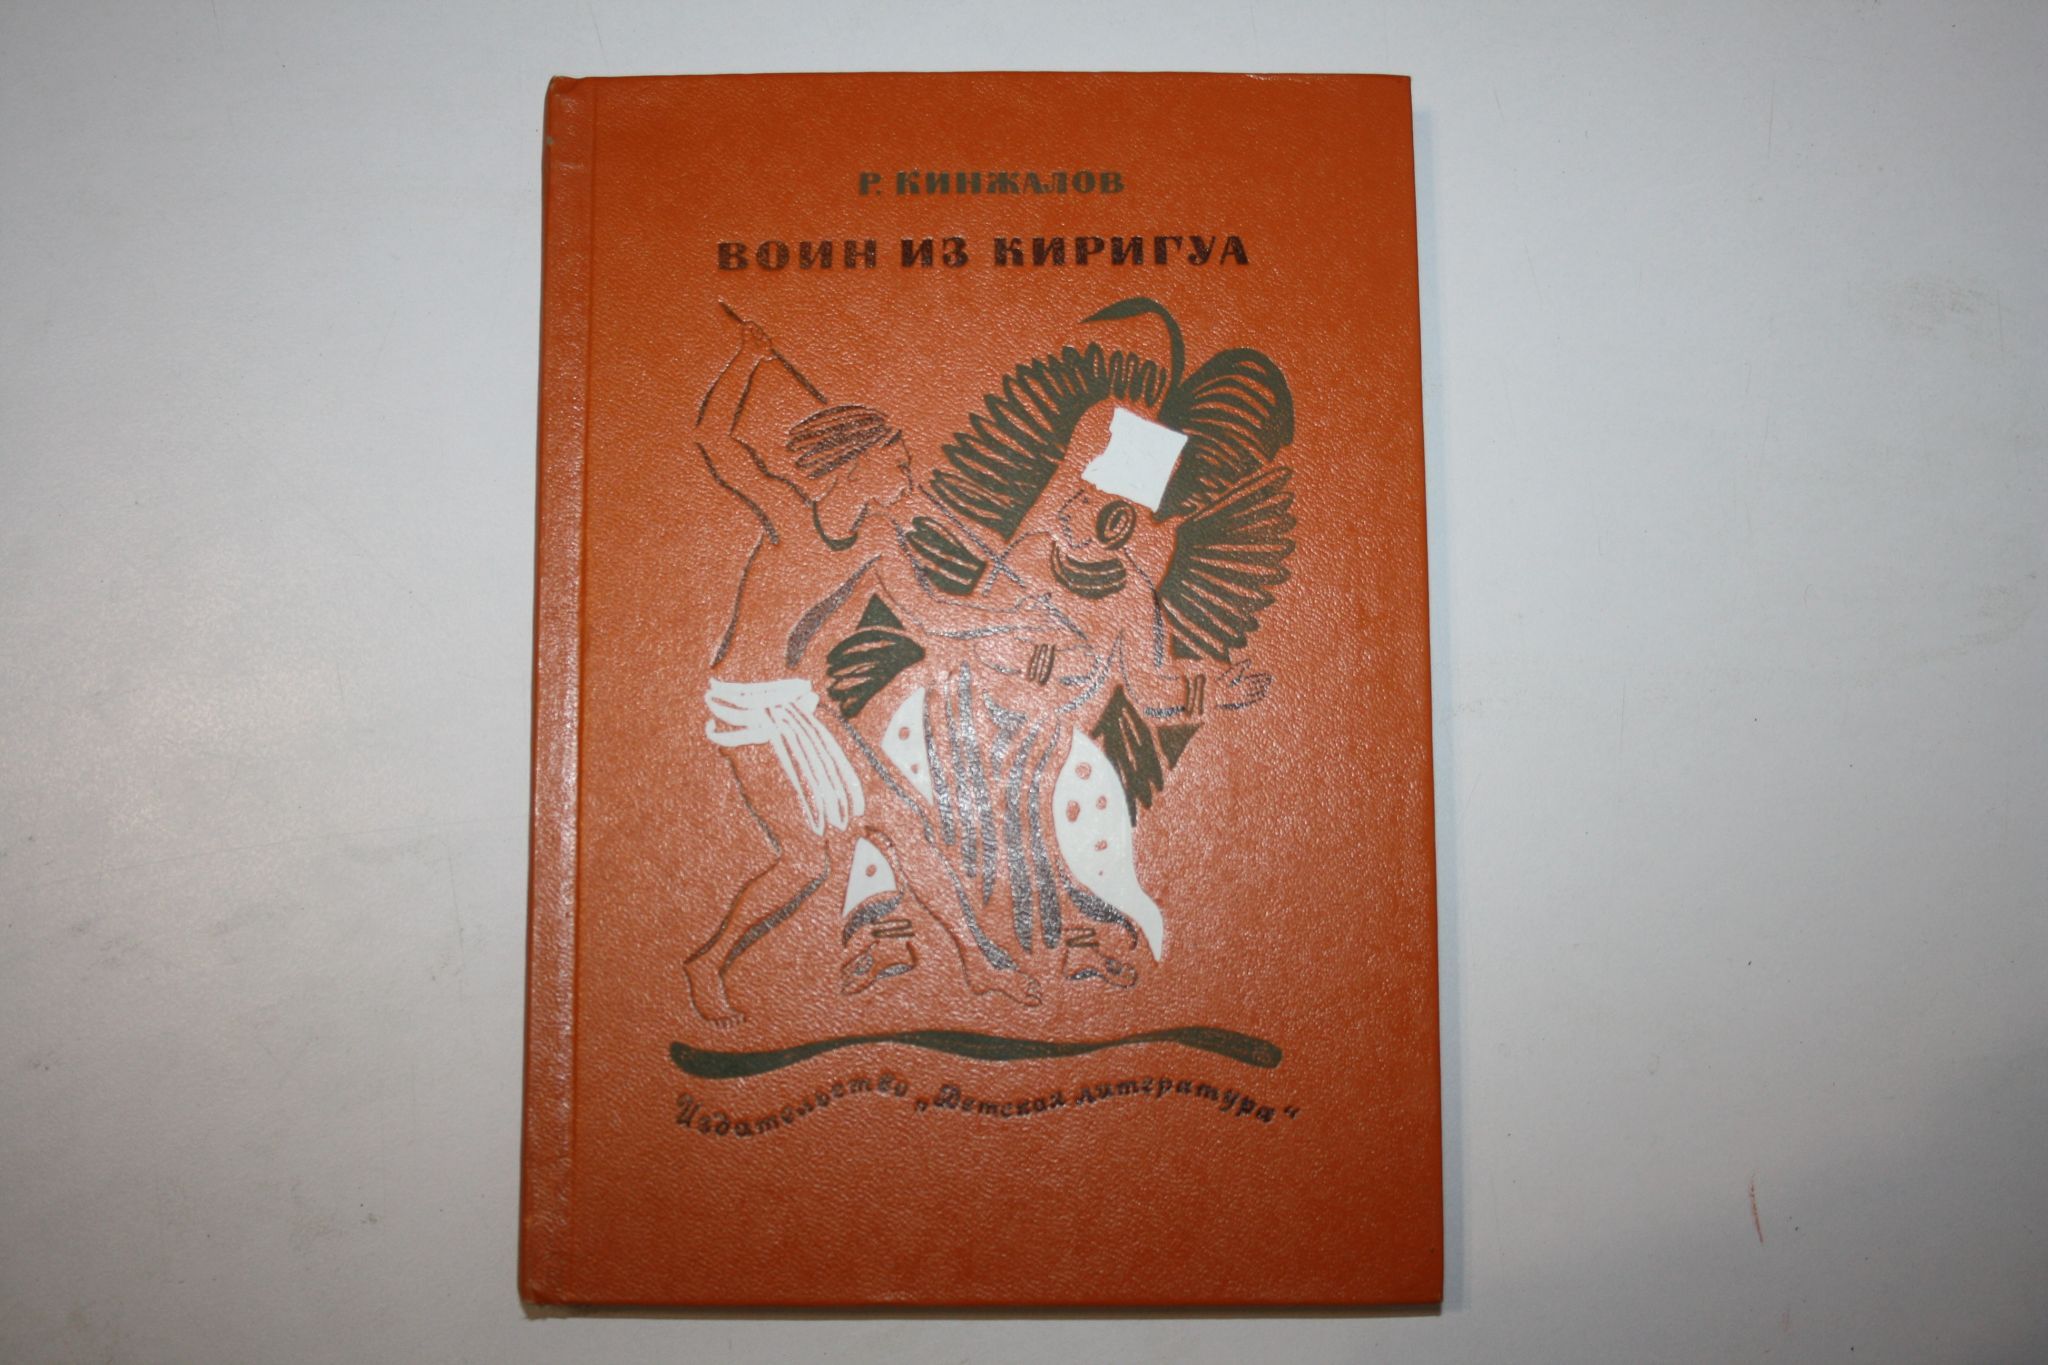 Р. КИНЖАЛОВ
ВОИН ИЗ КИРИГУА
Издательство „Детская литература“